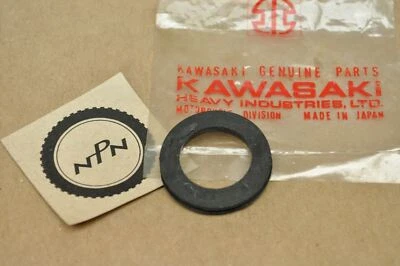 KAWASAKI GENUINE PARTS
KAWASAKI
HEAVY INDUSTRIES, LTD.
DIVISION MADE IN JAPAN
NPN